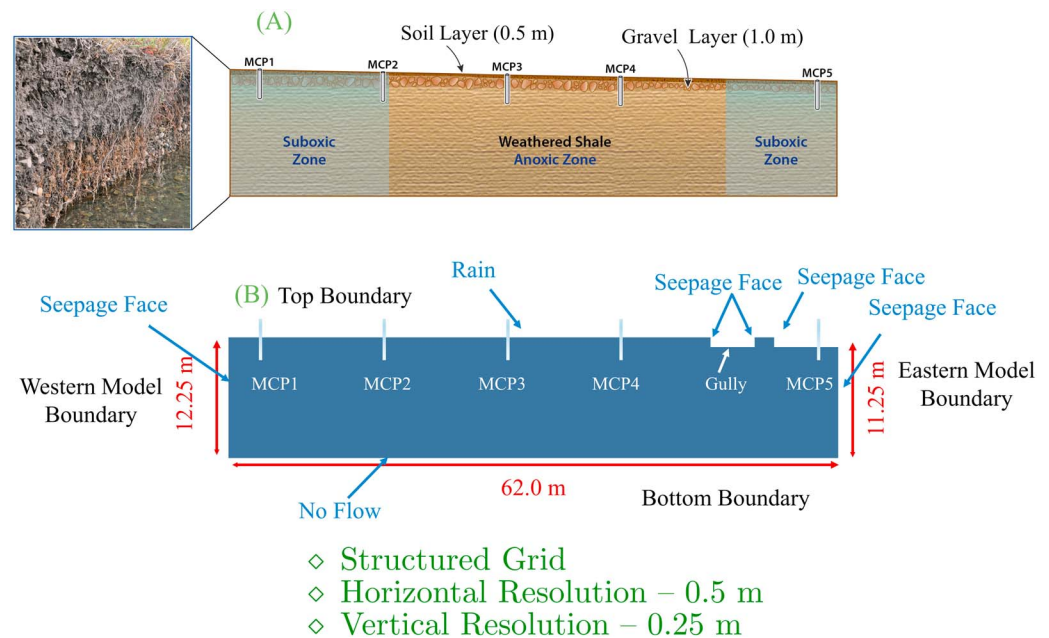 (A)
Soil Layer (0.5 m)
Gravel Layer (1.0 m)
MCP1
MCP2
MCP3
MCP4
MCP5
Suboxic
Zone
Weathered Shale
Anoxic Zone
Suboxic
Zone
Rain
Seepage Face
Seepage Face
Seepage Face
Seepage Face
(B)
Top Boundary
Western Model
Boundary
12.25 m
MCP1
MCP2
MCP3
MCP4
Gully
MCP5
11.25 m
Eastern Model
Boundary
62.0 m
No Flow
Bottom Boundary
◇ Structured Grid
◇ Horizontal Resolution – 0.5 m
◇ Vertical Resolution – 0.25 m